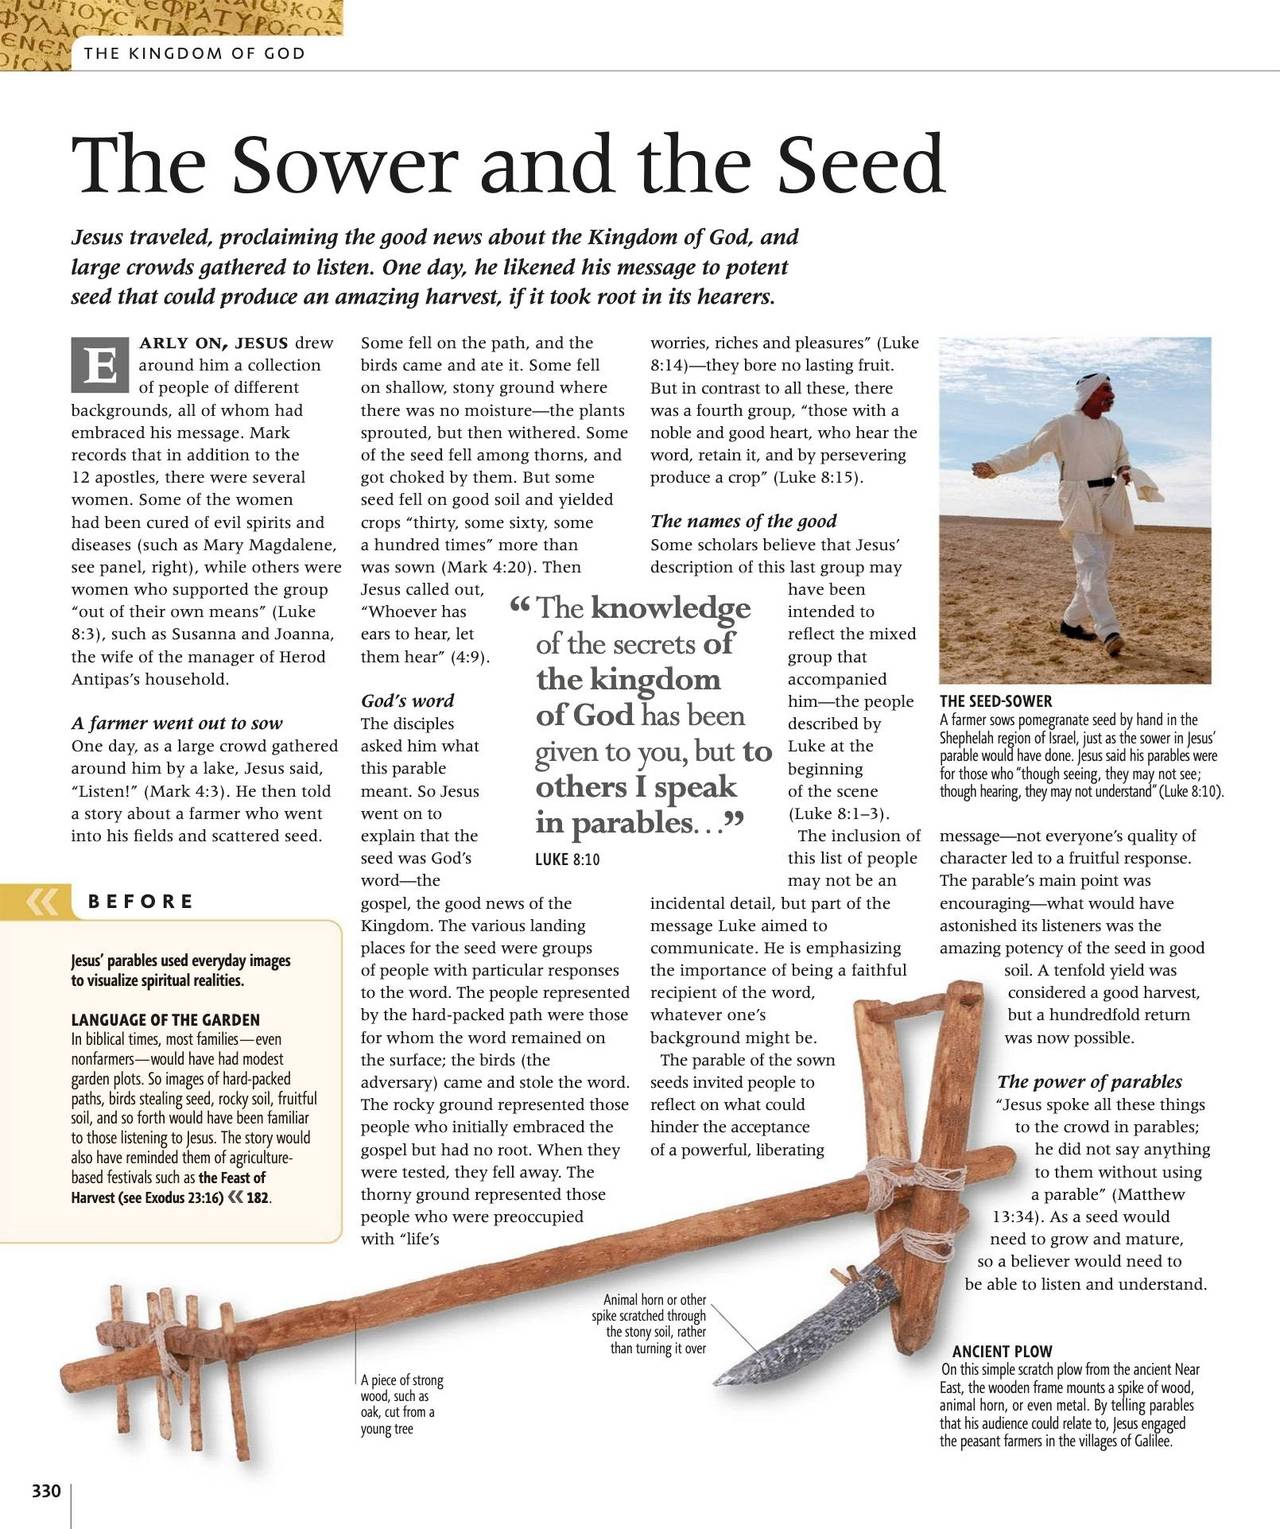 THE KINGDOM OF GOD
The Sower and the Seed
Jesus traveled, proclaiming the good news about the Kingdom of God, and
large crowds gathered to listen. One day, he likened his message to potent
seed that could produce an amazing harvest, if it took root in its hearers.
EARLY ON, JESUS drew
around him a collection
of people of different
backgrounds, all of whom had
embraced his message. Mark
records that in addition to the
12 apostles, there were several
women. Some of the women
had been cured of evil spirits and
diseases (such as Mary Magdalene,
see panel, right), while others were
women who supported the group
“out of their own means” (Luke
8:3), such as Susanna and Joanna,
the wife of the manager of Herod
Antipas’s household.
A farmer went out to sow
One day, as a large crowd gathered
around him by a lake, Jesus said,
“Listen!” (Mark 4:3). He then told
a story about a farmer who went
into his fields and scattered seed.
Some fell on the path, and the
birds came and ate it. Some fell
on shallow, stony ground where
there was no moisture—the plants
sprouted, but then withered. Some
of the seed fell among thorns, and
got choked by them. But some
seed fell on good soil and yielded
crops “thirty, some sixty, some
a hundred times” more than
was sown (Mark 4:20). Then
Jesus called out,
“Whoever has
ears to hear, let
them hear” (4:9).
God’s word
The disciples
asked him what
this parable
meant. So Jesus
went on to
explain that the
seed was God’s
word—the
gospel, the good news of the
Kingdom. The various landing
places for the seed were groups
of people with particular responses
to the word. The people represented
by the hard-packed path were those
for whom the word remained on
the surface; the birds (the
adversary) came and stole the word.
The rocky ground represented those
people who initially embraced the
gospel but had no root. When they
were tested, they fell away. The
thorny ground represented those
people who were preoccupied
with “life’s
worries, riches and pleasures” (Luke
8:14)—they bore no lasting fruit.
But in contrast to all these, there
was a fourth group, “those with a
noble and good heart, who hear the
word, retain it, and by persevering
produce a crop” (Luke 8:15).
The names of the good
Some scholars believe that Jesus’
description of this last group may
have been
intended to
reflect the mixed
group that
accompanied
him—the people
described by
Luke at the
beginning
of the scene
(Luke 8:1–3).
The inclusion of
this list of people
may not be an
incidental detail, but part of the
message Luke aimed to
communicate. He is emphasizing
the importance of being a faithful
recipient of the word,
whatever one’s
background might be.
The parable of the sown
seeds invited people to
reflect on what could
hinder the acceptance
of a powerful, liberating
“The knowledge
of the secrets of
the kingdom
of God has been
given to you, but to
others I speak
in parables…”
LUKE 8:10
THE SEED-SOWER
A farmer sows pomegranate seed by hand in the
Shephelah region of Israel, just as the sower in Jesus’
parable would have done. Jesus said his parables were
for those who “though seeing, they may not see;
though hearing, they may not understand” (Luke 8:10).
message—not everyone’s quality of
character led to a fruitful response.
The parable’s main point was
encouraging—what would have
astonished its listeners was the
amazing potency of the seed in good
soil. A tenfold yield was
considered a good harvest,
but a hundredfold return
was now possible.
The power of parables
“Jesus spoke all these things
to the crowd in parables;
he did not say anything
to them without using
a parable” (Matthew
13:34). As a seed would
need to grow and mature,
so a believer would need to
be able to listen and understand.
« BEFORE
Jesus’ parables used everyday images
to visualize spiritual realities.
LANGUAGE OF THE GARDEN
In biblical times, most families—even
nonfarmers—would have had modest
garden plots. So images of hard-packed
paths, birds stealing seed, rocky soil, fruitful
soil, and so forth would have been familiar
to those listening to Jesus. The story would
also have reminded them of agriculture-
based festivals such as the Feast of
Harvest (see Exodus 23:16) « 182.
A piece of strong
wood, such as
oak, cut from a
young tree
Animal horn or other
spike scratched through
the stony soil, rather
than turning it over
ANCIENT PLOW
On this simple scratch plow from the ancient Near
East, the wooden frame mounts a spike of wood,
animal horn, or even metal. By telling parables
that his audience could relate to, Jesus engaged
the peasant farmers in the villages of Galilee.
330